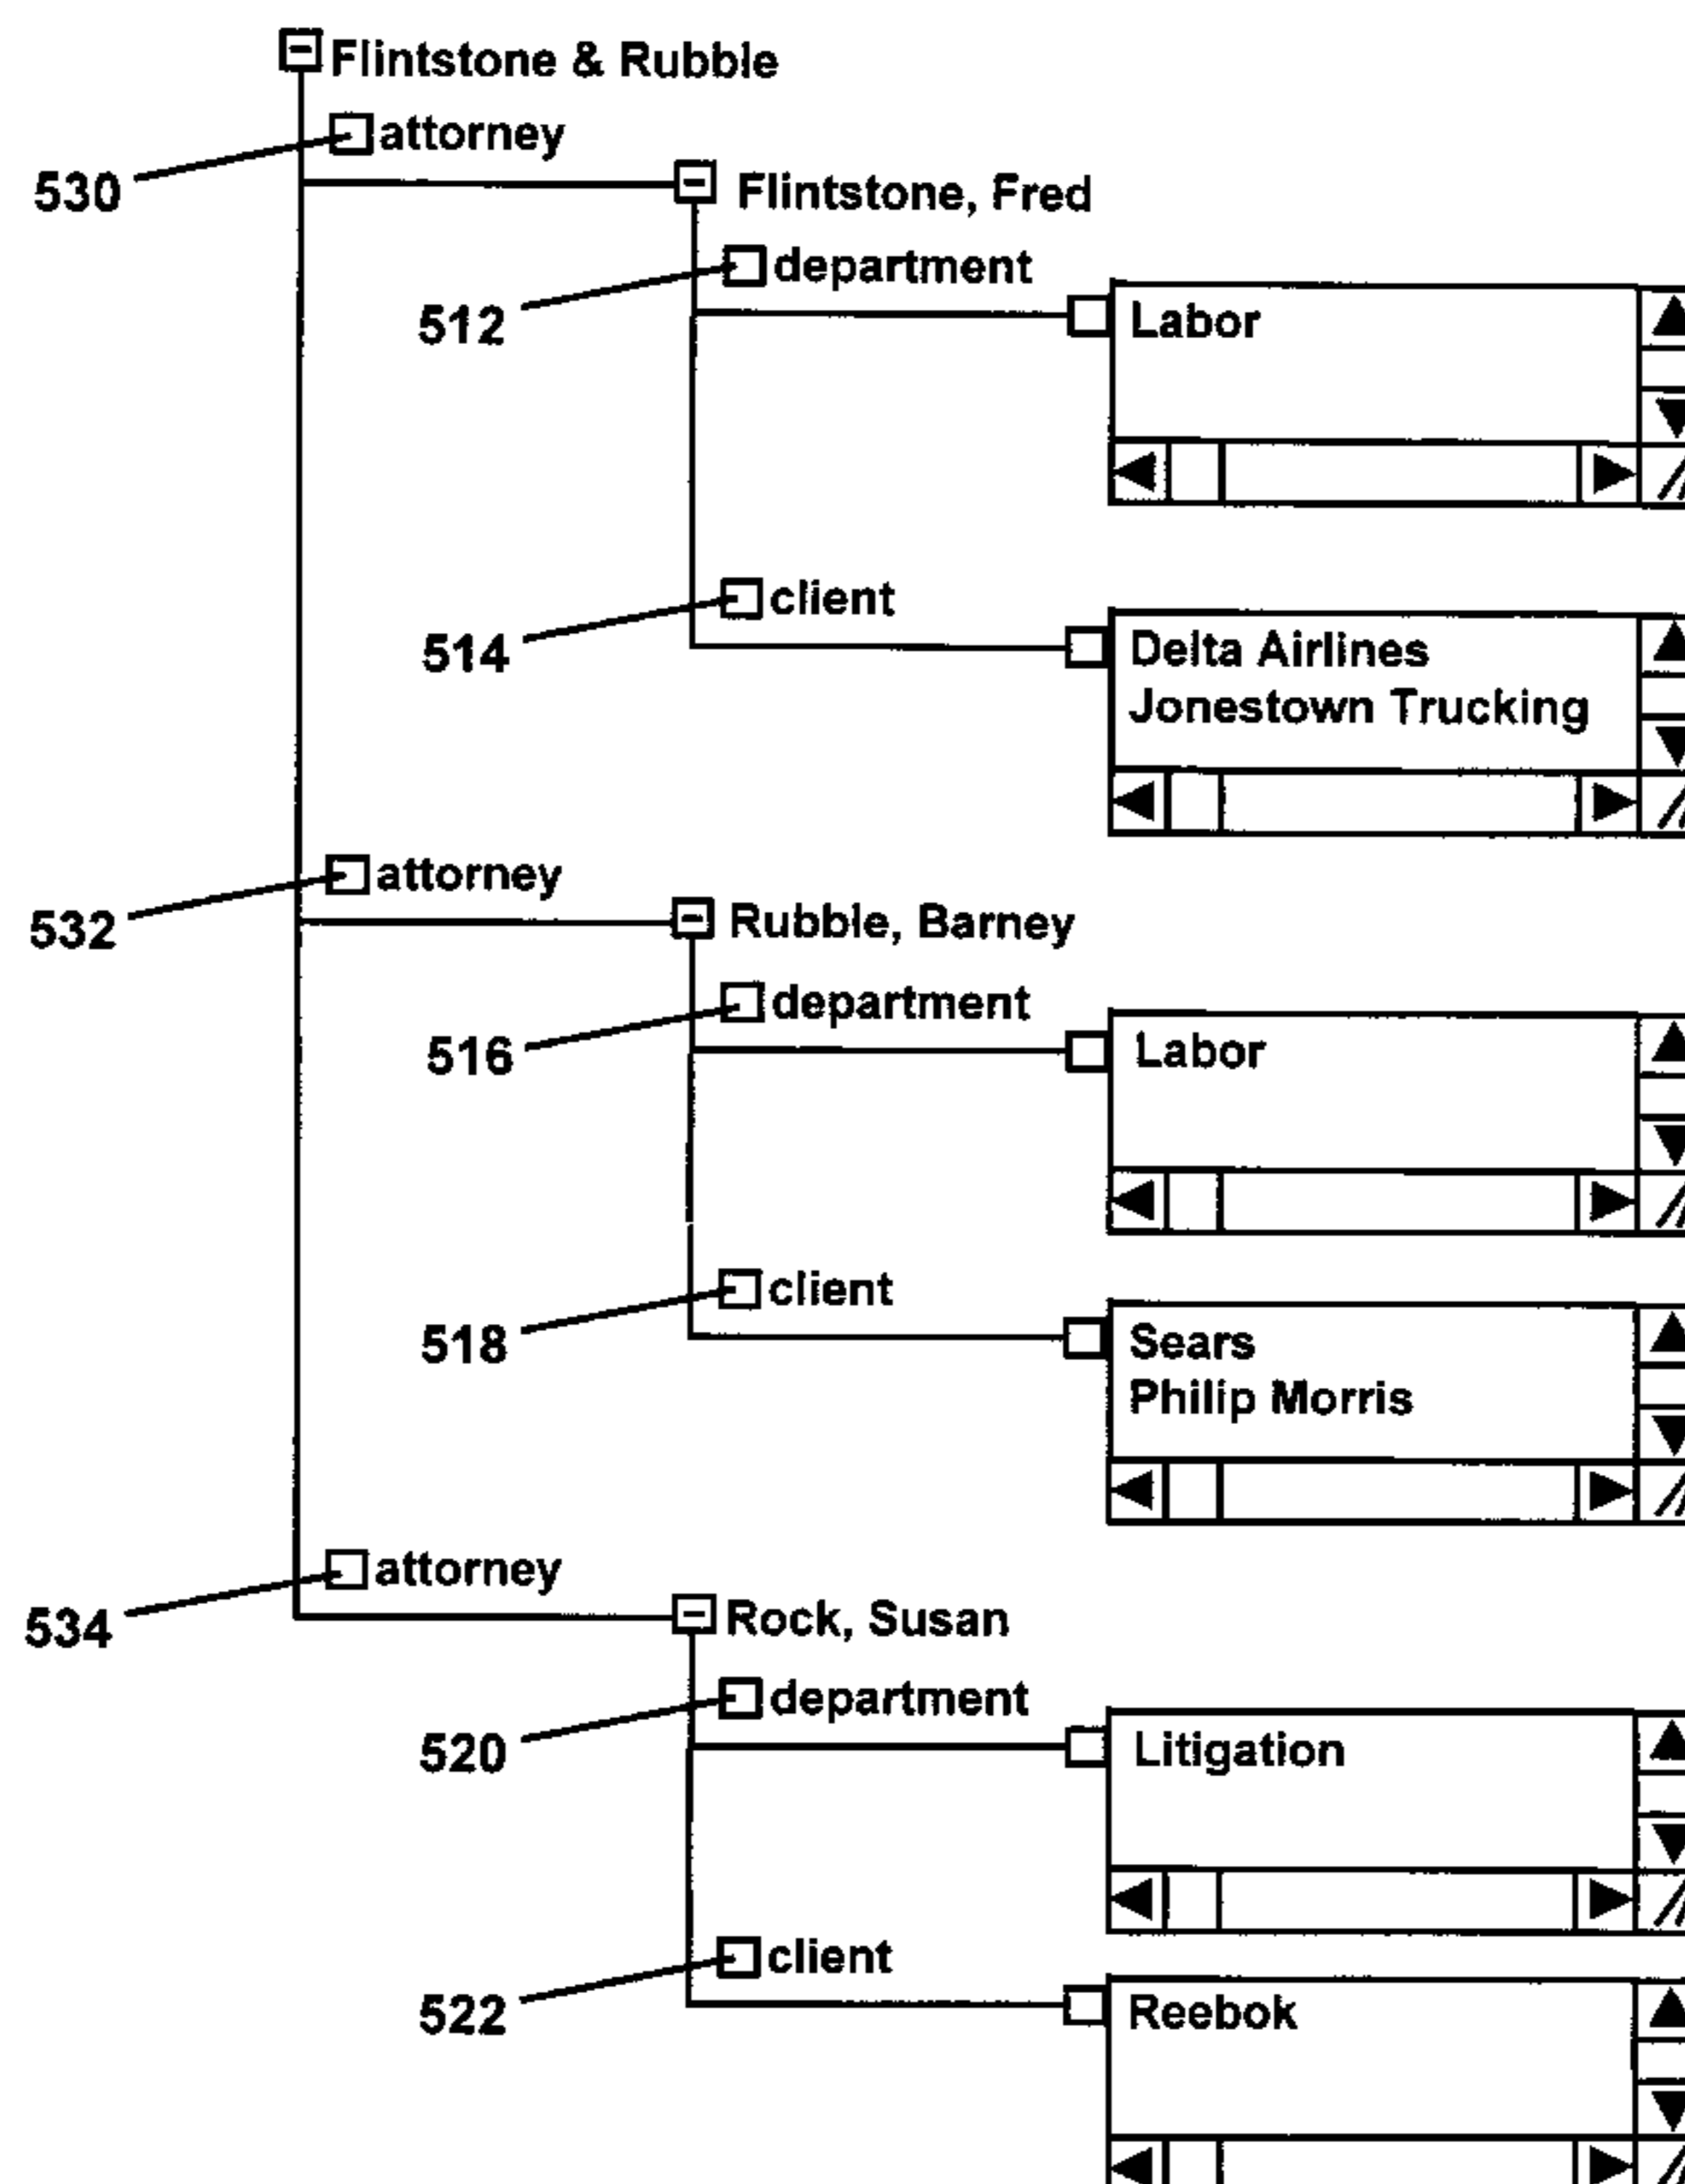 Flintstone & Rubble
attorney
530
Flintstone, Fred
department
512
Labor
client
514
Delta Airlines
Jonestown Trucking
attorney
532
Rubble, Barney
department
516
Labor
client
518
Sears
Philip Morris
attorney
534
Rock, Susan
department
520
Litigation
client
522
Reebok